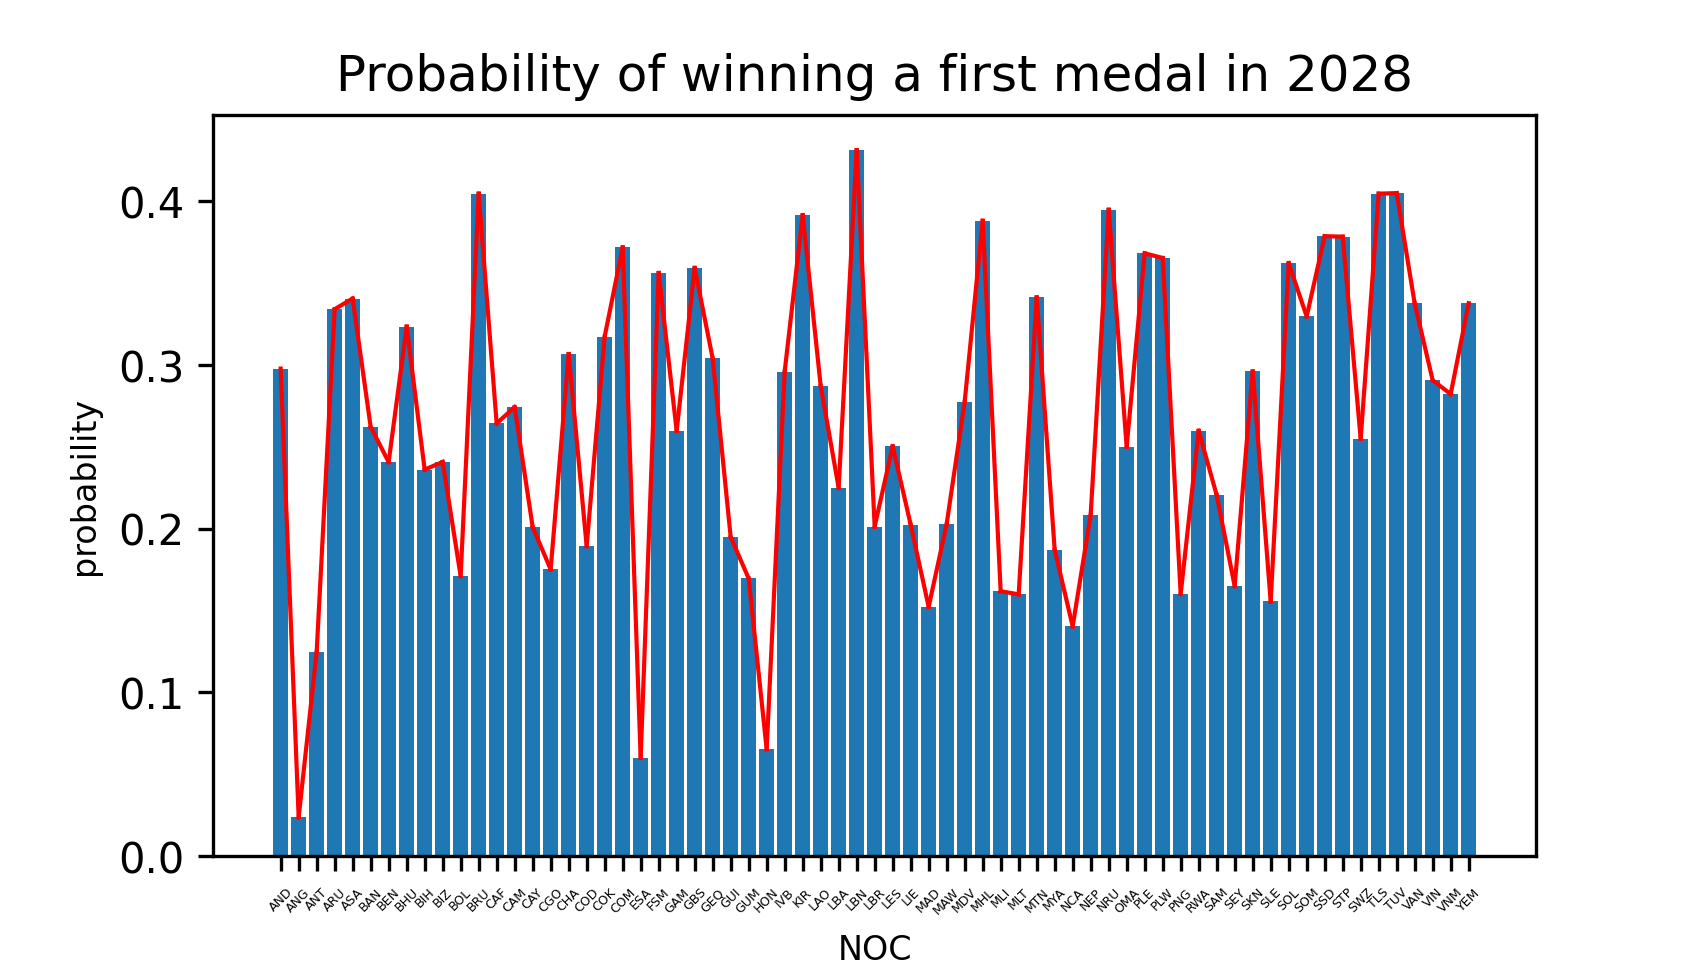 Probability of winning a first medal in 2028
0.4
0.3
0.2
0.1
0.0
probability
AND ANG ANT ARU ASA BAN BEN BHU BIH BIZ BOL BRU CAF CAM CAY CGO CHA COD COK COM ESA FSM GAM GBS GEQ GUI GUM HON IVB KIR LAO LBA LBN LBR LES LIE MAD MAW MDV MHL MLI MLT MTN MYA NCA NEP NRU OMA PLE PLW PNG RWA SAM SEY SKN SLE SOL SOM SSD STP SWZ TLS TUV VAN VIN VNM YEM
NOC